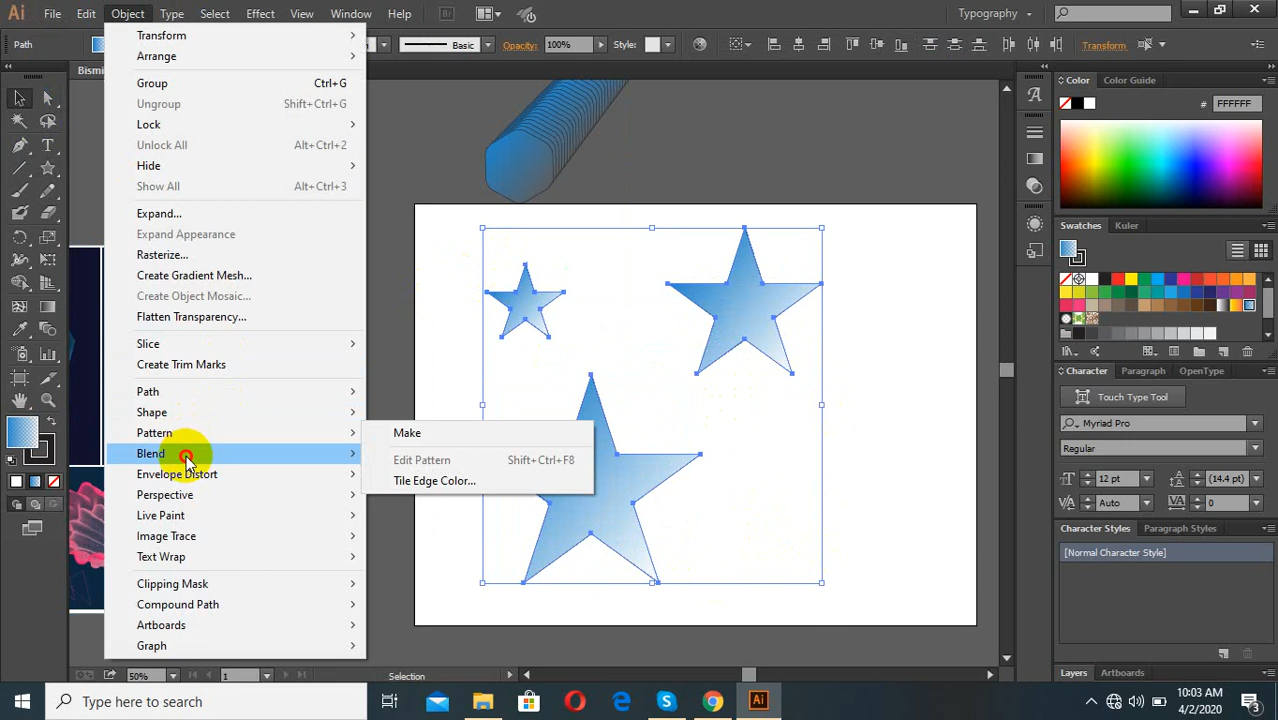 Ai File Edit Object Type Select Effect View Window Help Br Typography
Path Basic Opacity: 100% Style: Transform
Bismi
Transform
Arrange
Group Ctrl+G
Ungroup Shift+Ctrl+G
Lock
Unlock All Alt+Ctrl+2
Hide
Show All Alt+Ctrl+3
Expand...
Expand Appearance
Rasterize...
Create Gradient Mesh...
Create Object Mosaic...
Flatten Transparency...
Slice
Create Trim Marks
Path
Shape
Pattern
Blend
Envelope Distort
Perspective
Live Paint
Image Trace
Text Wrap
Clipping Mask
Compound Path
Artboards
Graph
Make
Edit Pattern Shift+Ctrl+F8
Tile Edge Color...
Color Color Guide
# FFFFFF
Swatches Kuler
Character Paragraph OpenType
Touch Type Tool
Myriad Pro
Regular
12 pt (14.4 pt)
Auto 0
Character Styles Paragraph Styles
[Normal Character Style]
Layers Artboards
50% 1 Selection
Type here to search
Ai
10:03 AM
4/2/2020
3